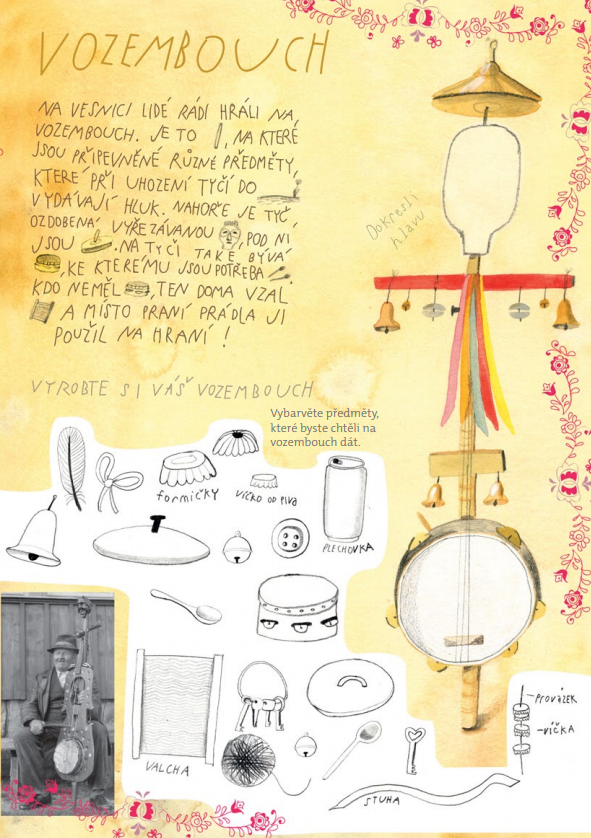 VOZEMBOUCH
NA VESNICI LIDÉ RÁDI HRÁLI NA
VOZEMBOUCH. JE TO , NA KTERÉ
JSOU PŘIPEVNĚNÉ RŮZNÉ PŘEDMĚTY,
KTERÉ PŘI UHOZENÍ TYČÍ DO
VYDÁVAJÍ HLUK. NAHOŘE JE TYČ
OZDOBENÁ VYŘEZÁVANOU , POD NÍ
JSOU . NA TYČI TAKÉ BÝVÁ
, KE KTERÉMU JSOU POTŘEBA .
KDO NEMĚL , TEN DOMA VZAL
A MÍSTO PRANÍ PRÁDLA JI
POUŽIL NA HRANÍ !
Dokresli
hlavu
VYROBTE SI VÁŠ VOZEMBOUCH
Vybarvěte předměty,
které byste chtěli na
vozembouch dát.
formičky
VÍČKO OD PIVA
PLECHOVKA
VALCHA
STUHA
PROVÁZEK
VÍČKA